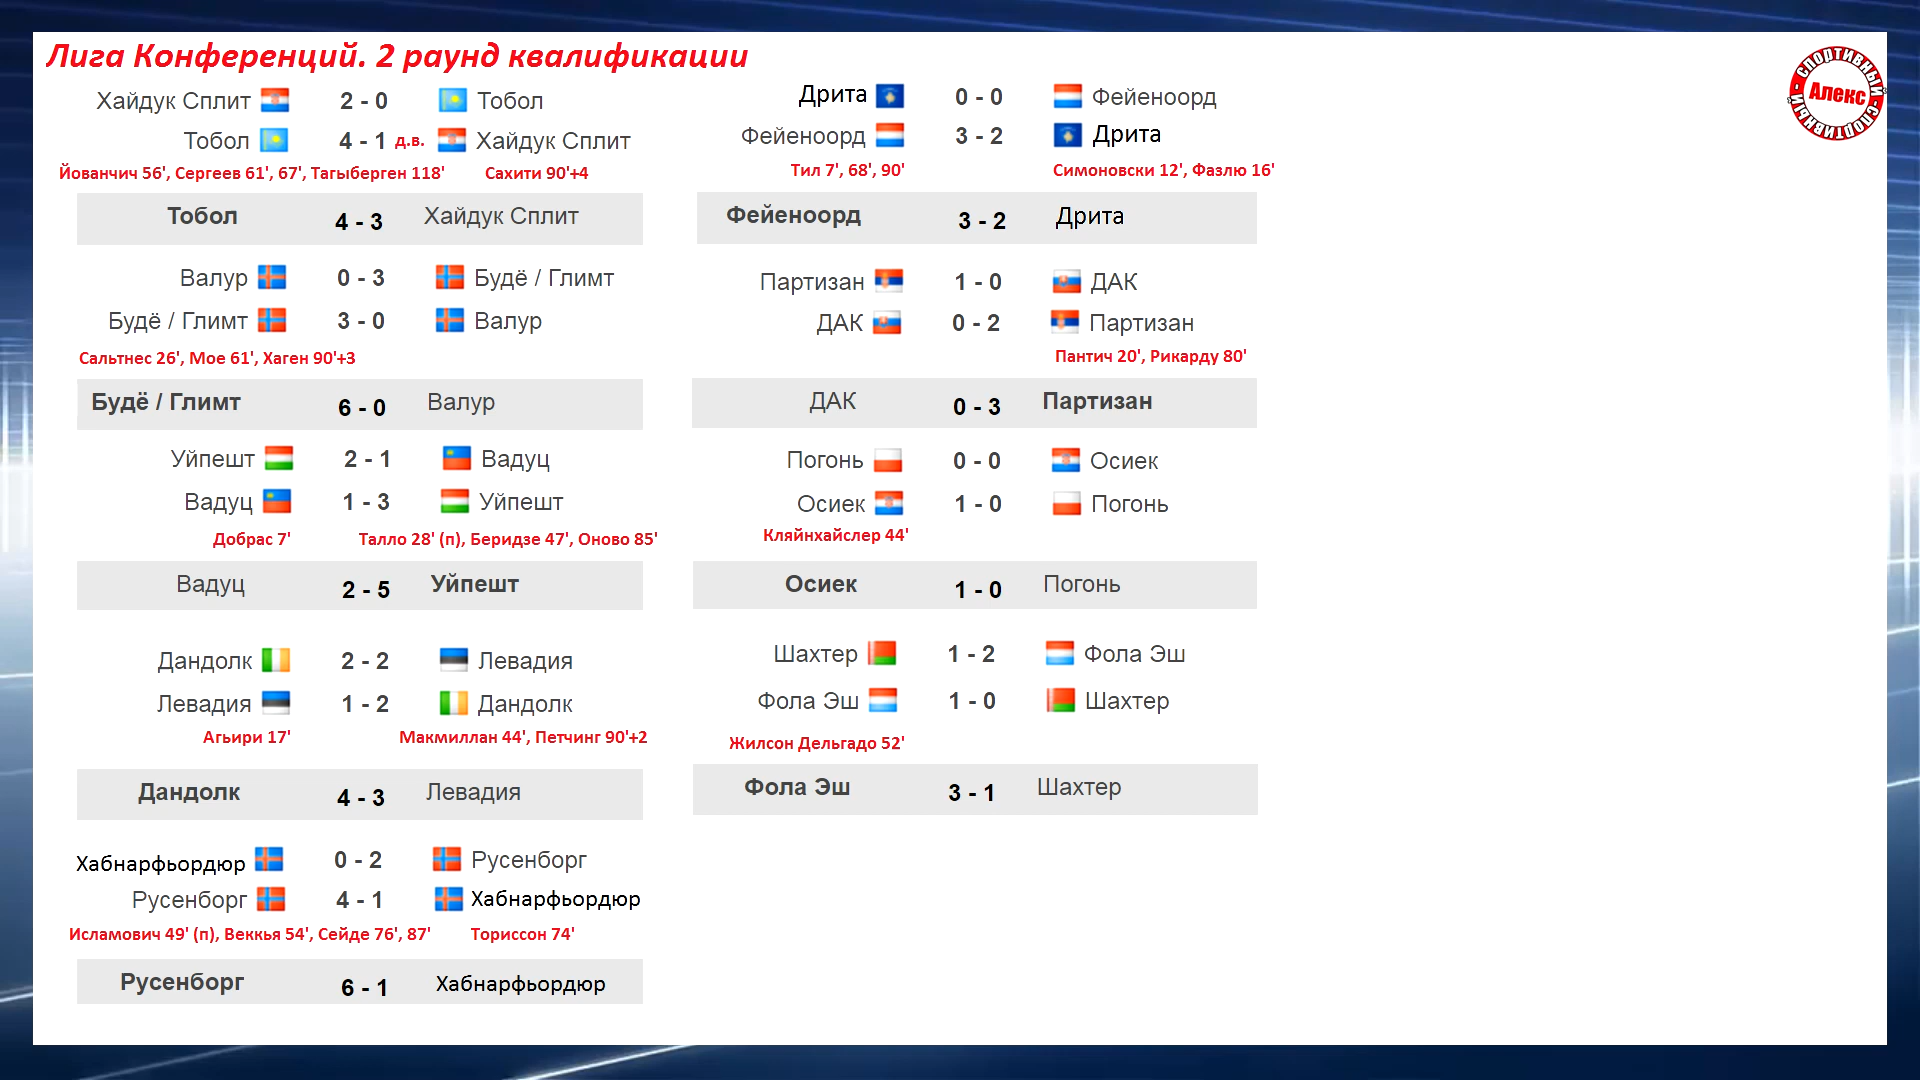 Лига Конференций. 2 раунд квалификации
Хайдук Сплит 2 - 0 Тобол
Тобол 4 - 1 д.в. Хайдук Сплит
Йованчич 56', Сергеев 61', 67', Тагыберген 118' Сахити 90'+4
Тобол 4 - 3 Хайдук Сплит
Валур 0 - 3 Будё / Глимт
Будё / Глимт 3 - 0 Валур
Сальтнес 26', Мое 61', Хаген 90'+3
Будё / Глимт 6 - 0 Валур
Уйпешт 2 - 1 Вадуц
Вадуц 1 - 3 Уйпешт
Добрас 7' Талло 28' (п), Беридзе 47', Оново 85'
Вадуц 2 - 5 Уйпешт
Дандолк 2 - 2 Левадия
Левадия 1 - 2 Дандолк
Агьири 17' Макмиллан 44', Петчинг 90'+2
Дандолк 4 - 3 Левадия
Хабнарфьордюр 0 - 2 Русенборг
Русенборг 4 - 1 Хабнарфьордюр
Исламович 49' (п), Веккья 54', Сейде 76', 87' Ториссон 74'
Русенборг 6 - 1 Хабнарфьордюр
Дрита 0 - 0 Фейеноорд
Фейеноорд 3 - 2 Дрита
Тил 7', 68', 90' Симоновски 12', Фазлю 16'
Фейеноорд 3 - 2 Дрита
Партизан 1 - 0 ДАК
ДАК 0 - 2 Партизан
Пантич 20', Рикарду 80'
ДАК 0 - 3 Партизан
Погонь 0 - 0 Осиек
Осиек 1 - 0 Погонь
Кляйнхайслер 44'
Осиек 1 - 0 Погонь
Шахтер 1 - 2 Фола Эш
Фола Эш 1 - 0 Шахтер
Жилсон Дельгадо 52'
Фола Эш 3 - 1 Шахтер
СПОРТИВНЫЙ
Алекс
СПОРТИВНЫЙ